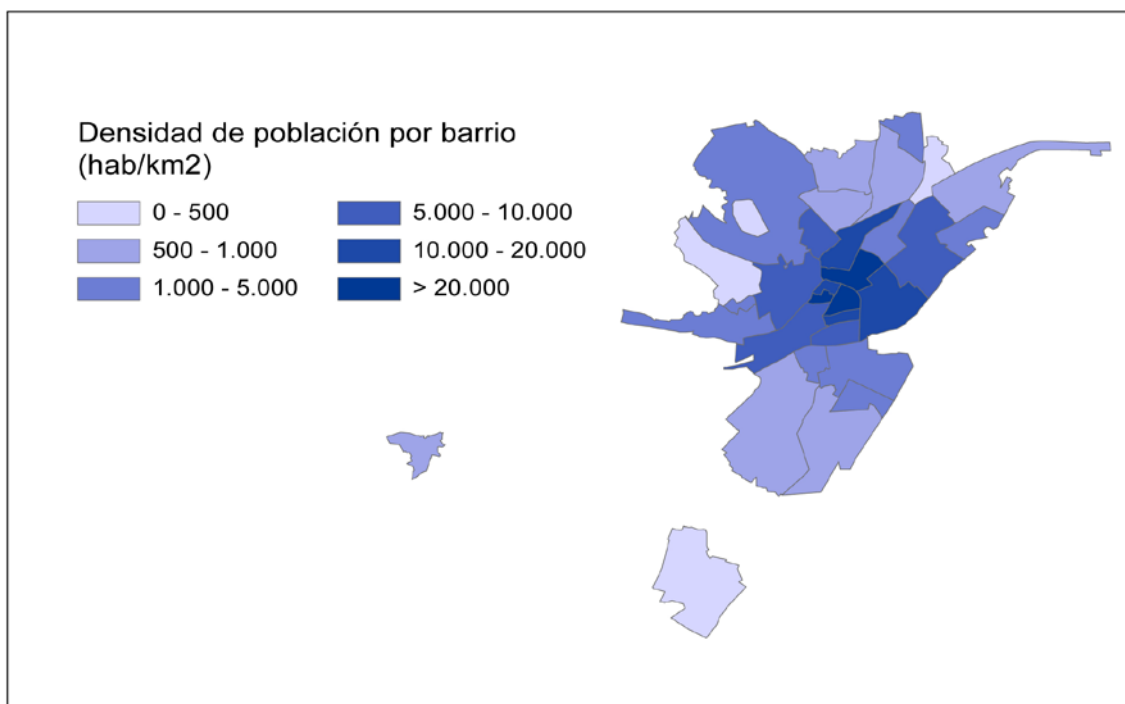 Densidad de población por barrio
(hab/km2)
0 - 500
500 - 1.000
1.000 - 5.000
5.000 - 10.000
10.000 - 20.000
> 20.000